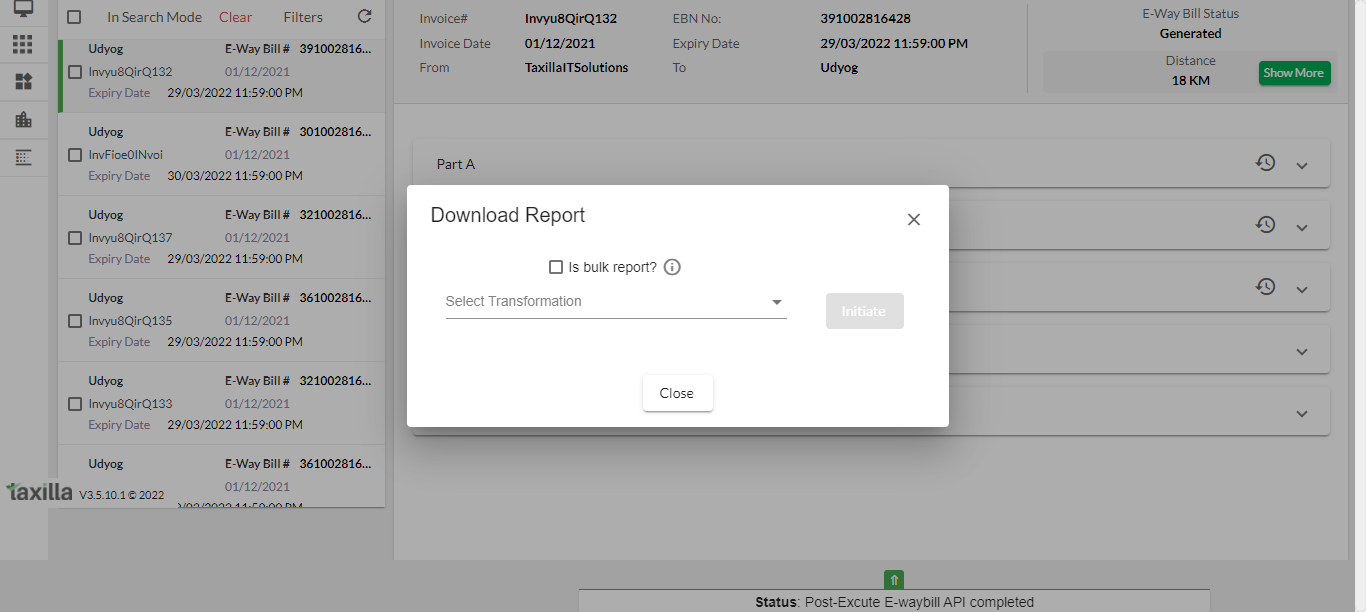 In Search Mode Clear Filters
Udyog E-Way Bill # 391002816...
Invyu8QirQ132 01/12/2021
Expiry Date 29/03/2022 11:59:00 PM
Udyog E-Way Bill # 301002816...
InvFioe0INvoi 01/12/2021
Expiry Date 30/03/2022 11:59:00 PM
Udyog E-Way Bill # 321002816...
Invyu8QirQ137 01/12/2021
Expiry Date 29/03/2022 11:59:00 PM
Udyog E-Way Bill # 361002816...
Invyu8QirQ135 01/12/2021
Expiry Date 29/03/2022 11:59:00 PM
Udyog E-Way Bill # 321002816...
Invyu8QirQ133 01/12/2021
Expiry Date 29/03/2022 11:59:00 PM
Udyog E-Way Bill # 361002816...
01/12/2021
taxilla V3.5.10.1 © 2022
Invoice# Invyu8QirQ132 EBN No: 391002816428
Invoice Date 01/12/2021 Expiry Date 29/03/2022 11:59:00 PM
From TaxillaITSolutions To Udyog
E-Way Bill Status
Generated
Distance
18 KM
Show More
Part A
Download Report
Is bulk report?
Select Transformation
Initiate
Close
Status: Post-Excute E-waybill API completed